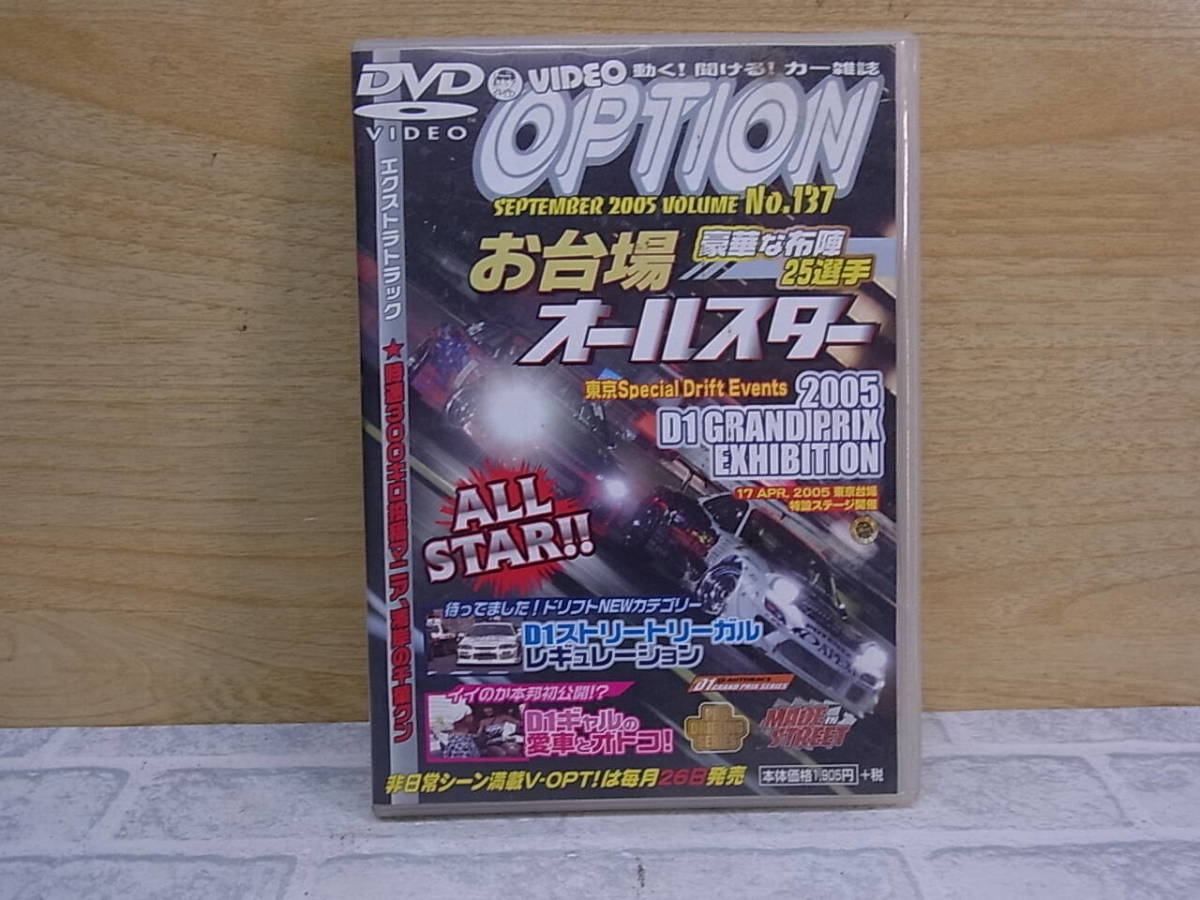 DVD
VIDEO
VIDEO 動く!聞ける!カー雑誌
OPTION
SEPTEMBER 2005 VOLUME No.137
お台場
豪華な布陣
25選手
オールスター
東京Special Drift Events
2005
D1 GRAND PRIX
EXHIBITION
17 APR, 2005 東京台場
特設ステージ開催
ALL
STAR!!
待ってました!ドリフトNEWカテゴリー
D1ストリートリーガル
レギュレーション
イイのか本邦初公開!?
D1ギャルの
愛車とオドコ!
D1 GRAND PRIX SERIES
MADE
STREET
非日常シーン満載V-OPT!は毎月26日発売
本体価格1,905円+税
エクストラトラック